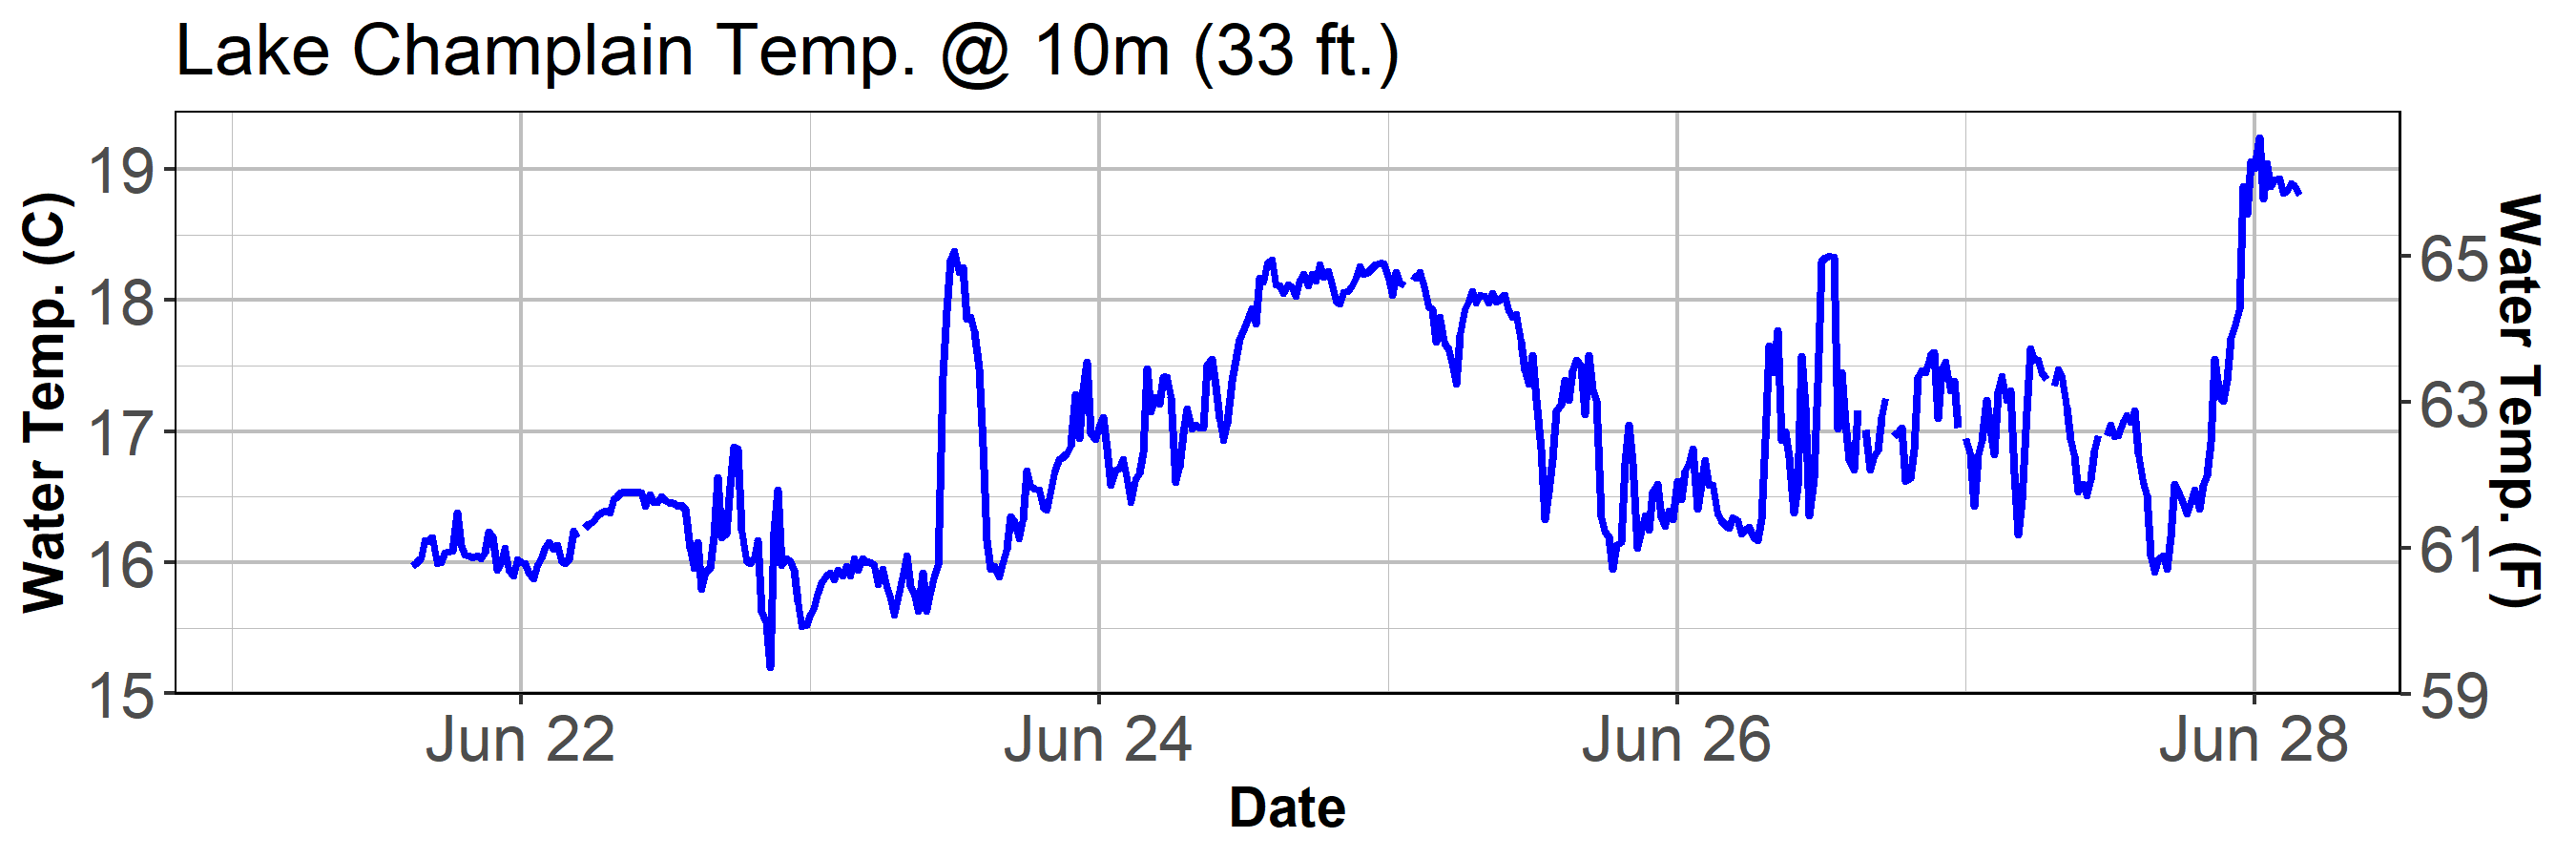 Lake Champlain Temp. @ 10m (33 ft.)
Water Temp. (C)
19
18
17
16
15
65
63
61
59
Water Temp. (F)
Jun 22 Jun 24 Jun 26 Jun 28
Date